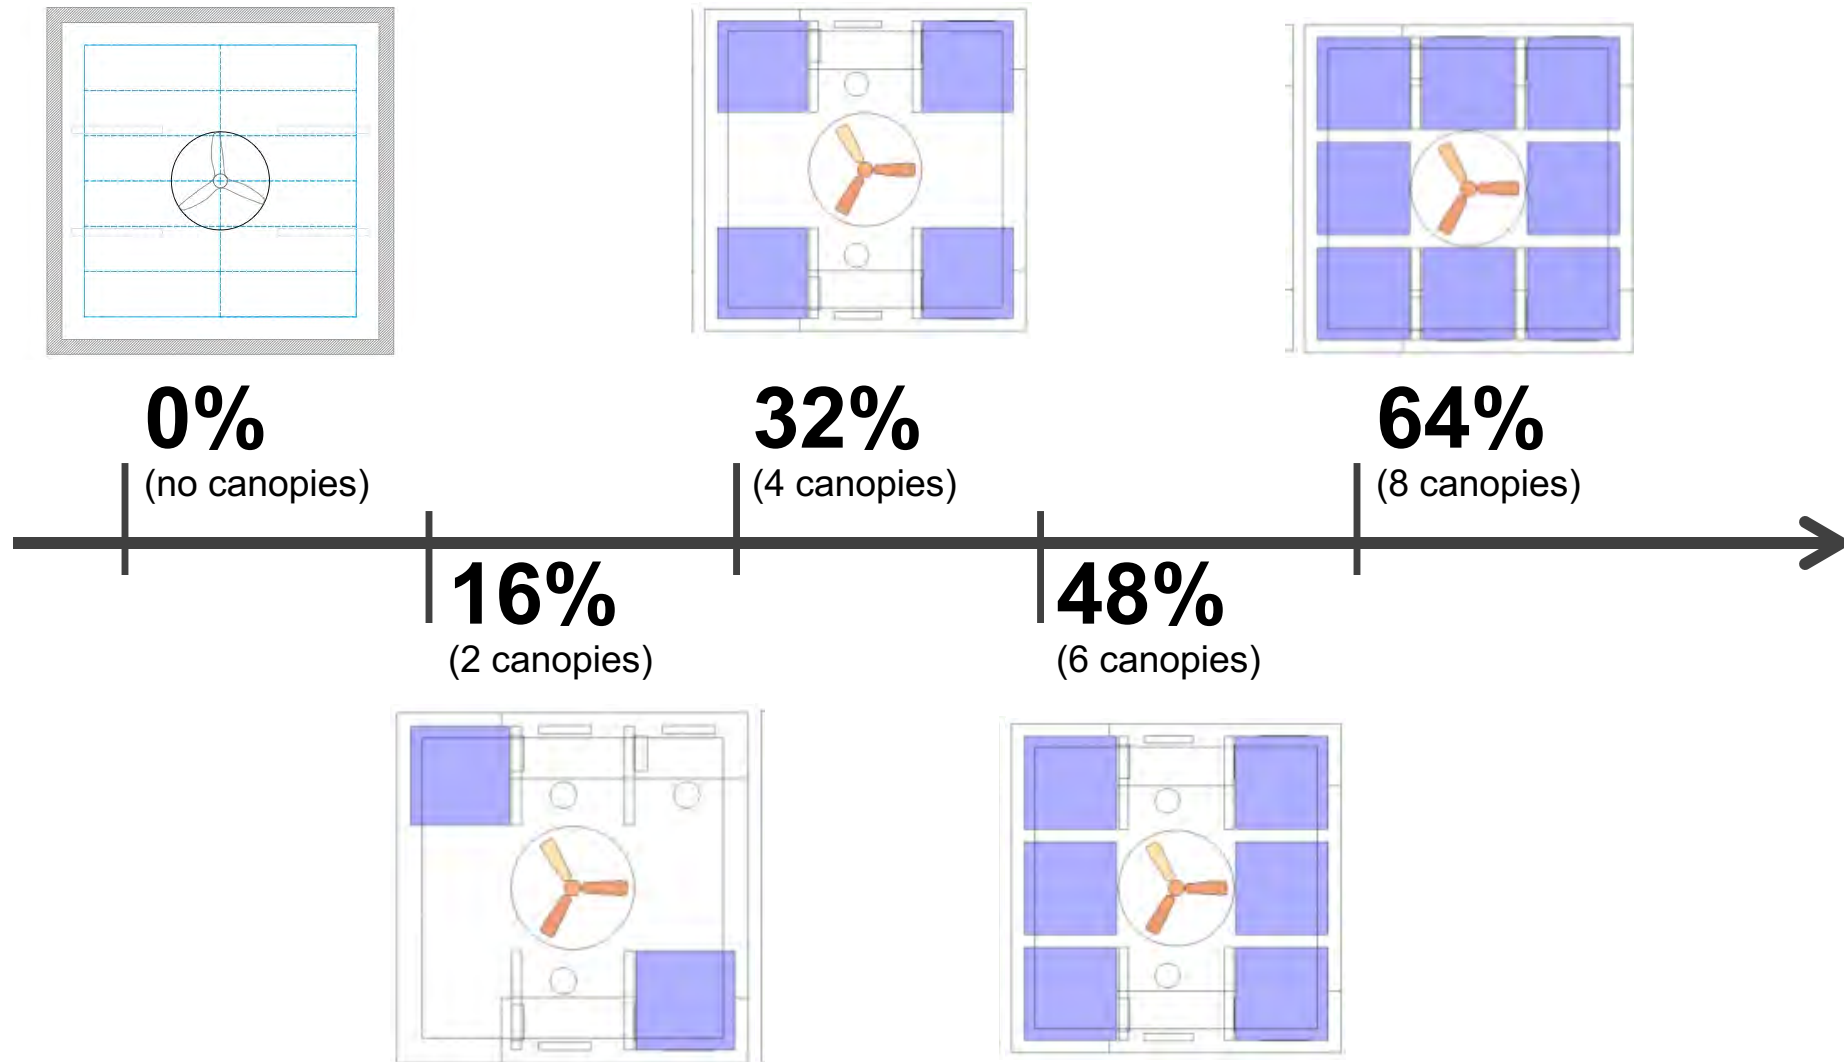 0%
(no canopies)
32%
(4 canopies)
64%
(8 canopies)
16%
(2 canopies)
48%
(6 canopies)